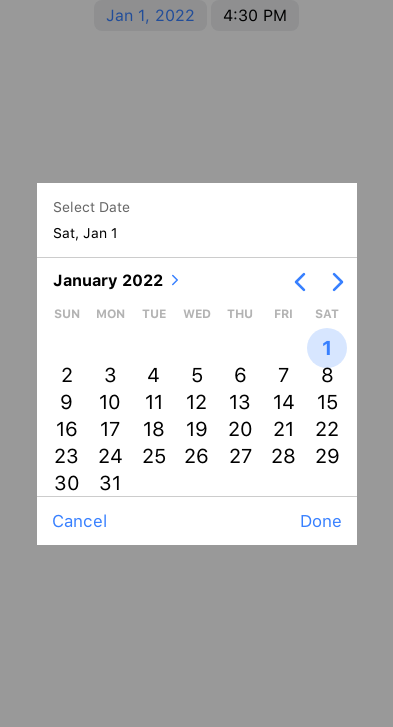 Jan 1, 2022 4:30 PM
Select Date
Sat, Jan 1
January 2022
SUN MON TUE WED THU FRI SAT
1
2 3 4 5 6 7 8
9 10 11 12 13 14 15
16 17 18 19 20 21 22
23 24 25 26 27 28 29
30 31
Cancel Done